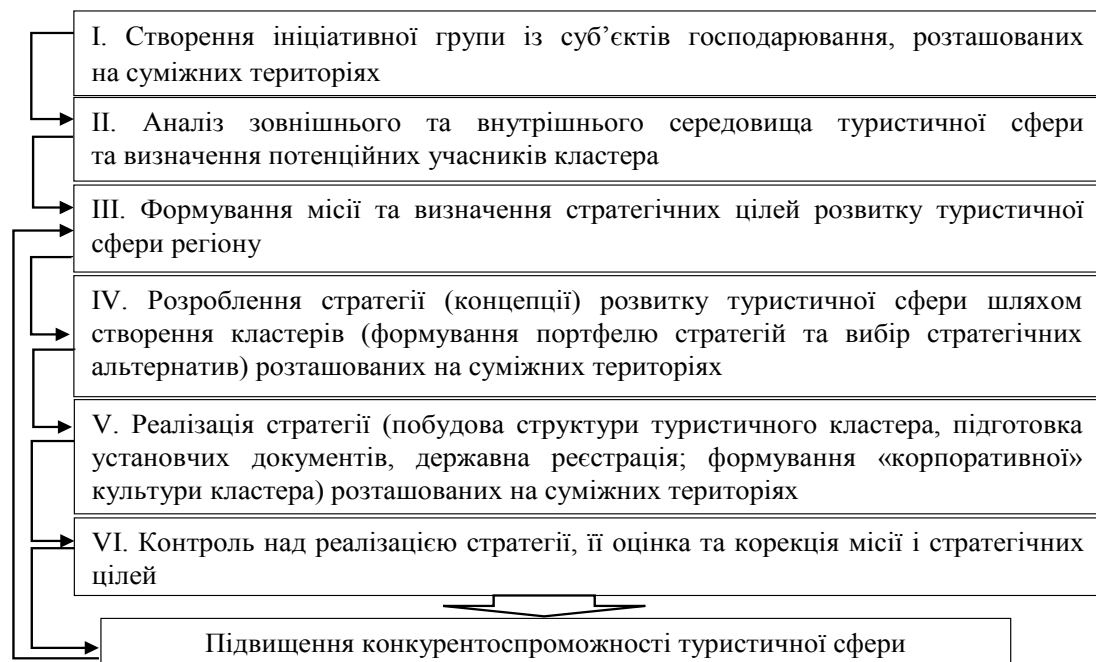 I. Створення ініціативної групи із суб’єктів господарювання, розташованих
на суміжних територіях
II. Аналіз зовнішнього та внутрішнього середовища туристичної сфери
та визначення потенційних учасників кластера
III. Формування місії та визначення стратегічних цілей розвитку туристичної
сфери регіону
IV. Розроблення стратегії (концепції) розвитку туристичної сфери шляхом
створення кластерів (формування портфелю стратегій та вибір стратегічних
альтернатив) розташованих на суміжних територіях
V. Реалізація стратегії (побудова структури туристичного кластера, підготовка
установчих документів, державна реєстрація; формування «корпоративної»
культури кластера) розташованих на суміжних територіях
VI. Контроль над реалізацією стратегії, її оцінка та корекція місії і стратегічних
цілей
Підвищення конкурентоспроможності туристичної сфери